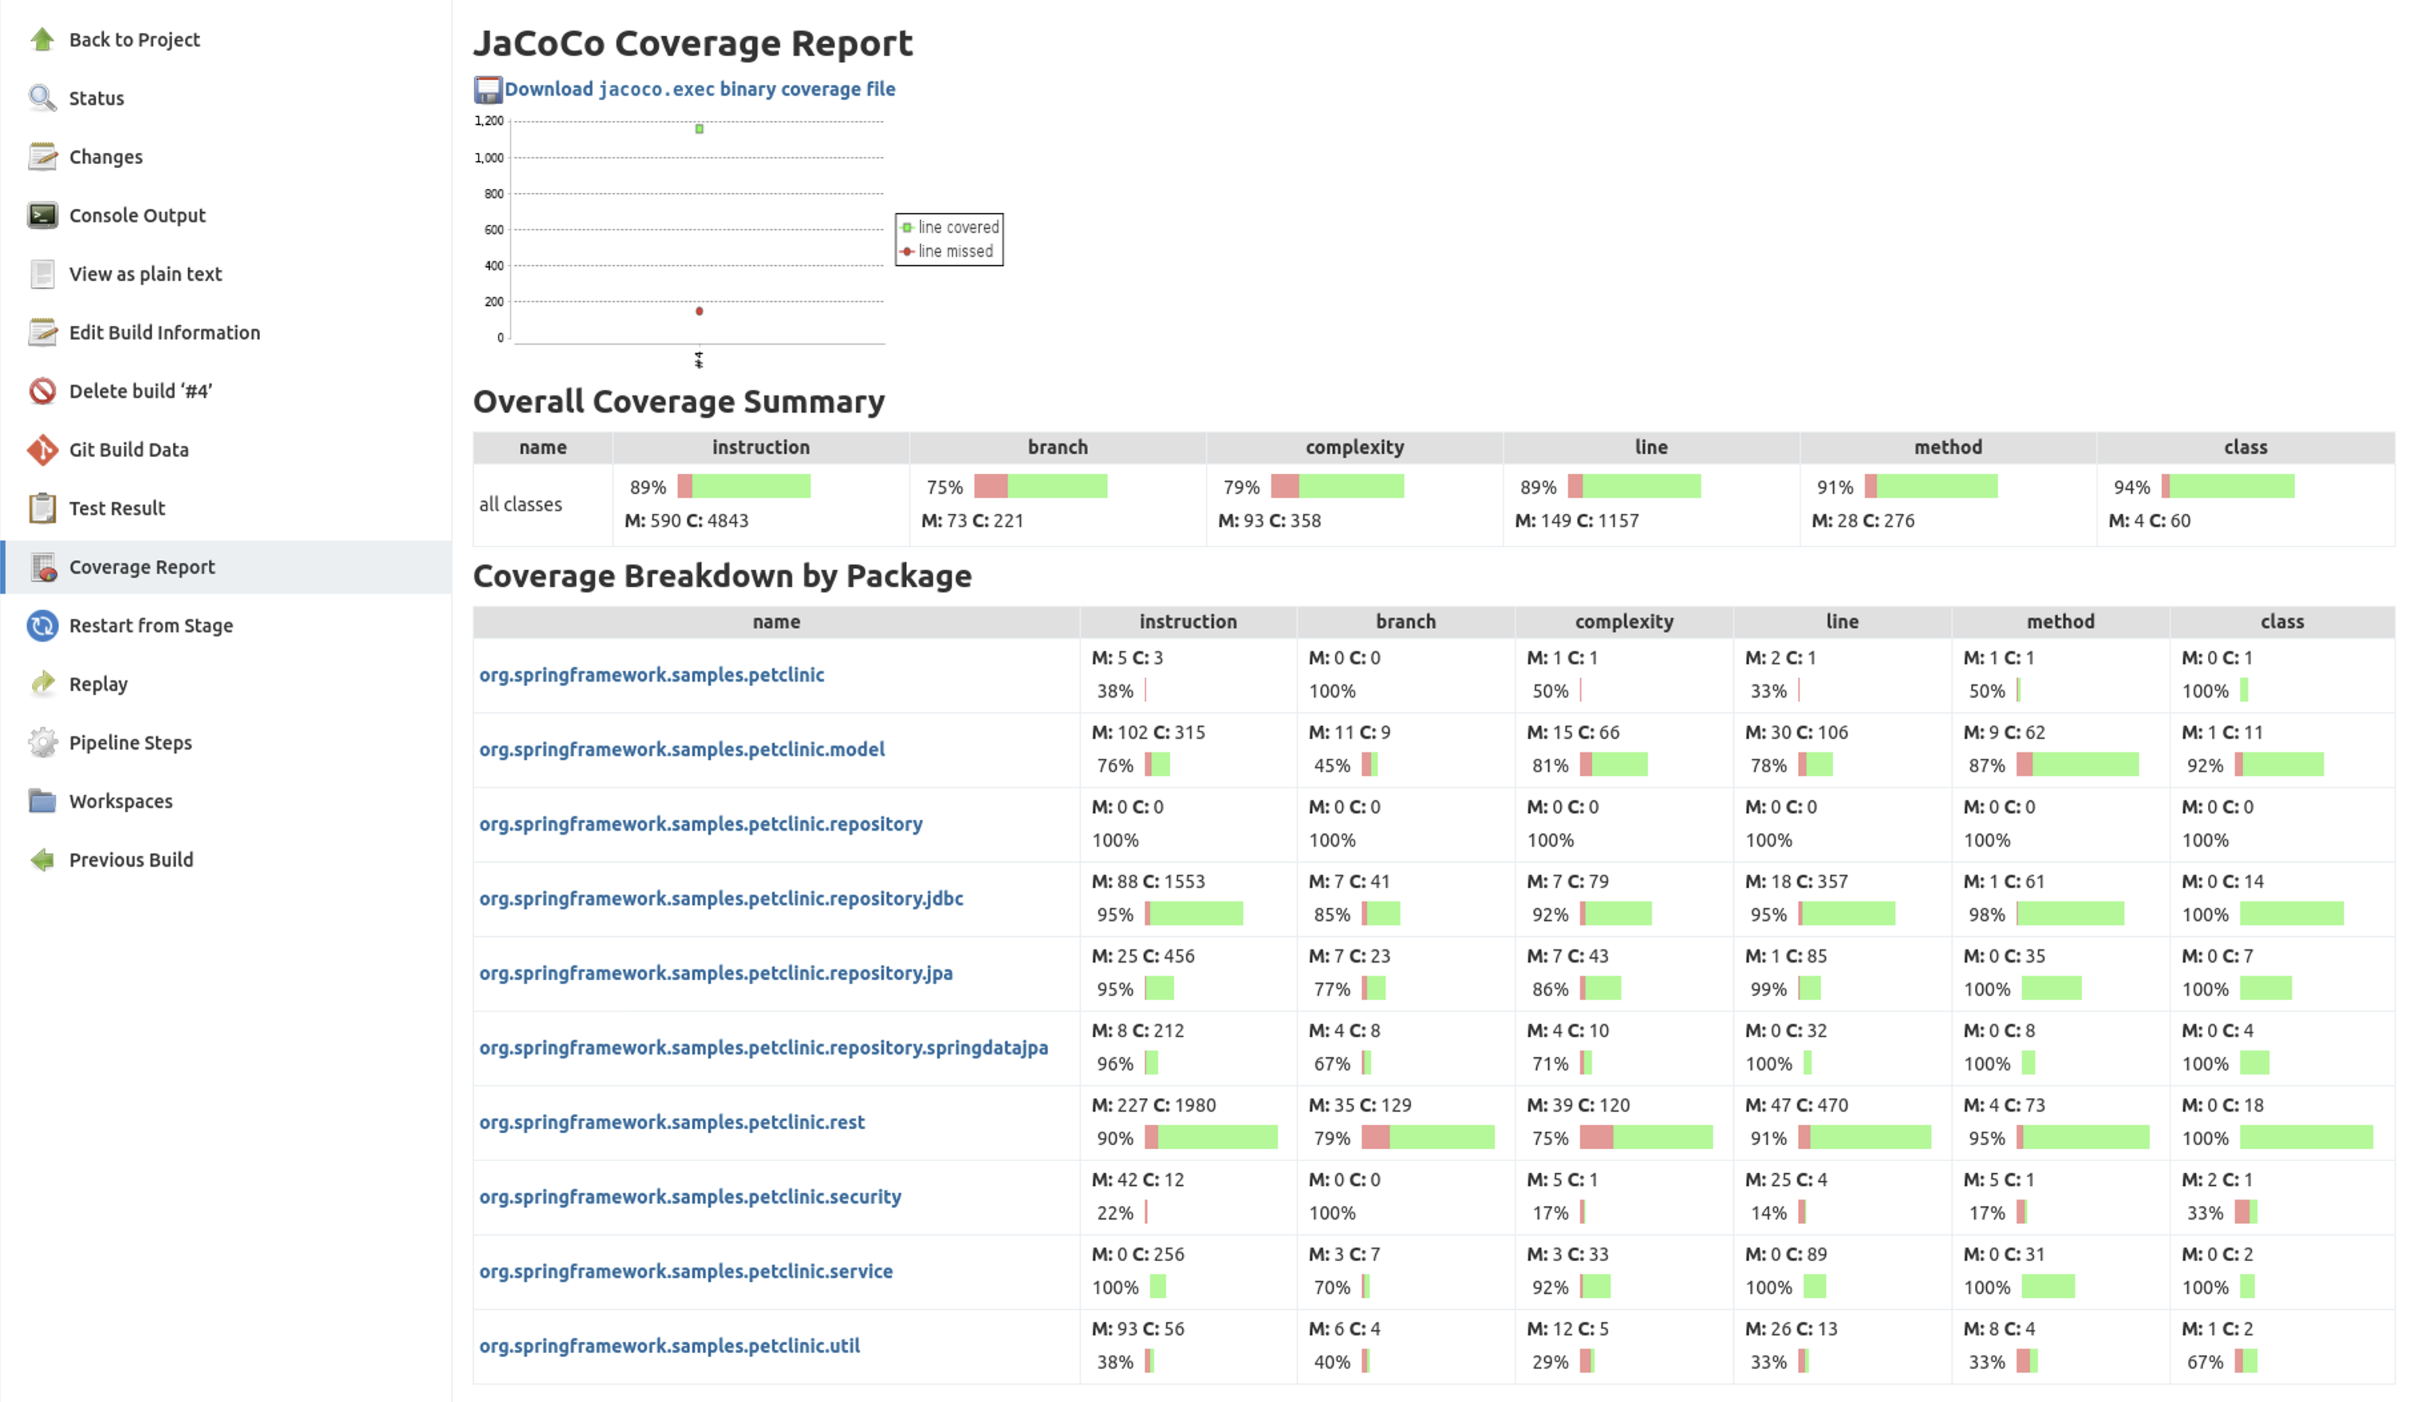 Back to Project
Status
Changes
Console Output
View as plain text
Edit Build Information
Delete build ‘#4’
Git Build Data
Test Result
Coverage Report
Restart from Stage
Replay
Pipeline Steps
Workspaces
Previous Build
JaCoCo Coverage Report
Download jacoco.exec binary coverage file
1,200
1,000
800
600
400
200
0
#4
line covered
line missed
Overall Coverage Summary
name instruction branch complexity line method class
all classes
89% 75% 79% 89% 91% 94%
M: 590 C: 4843 M: 73 C: 221 M: 93 C: 358 M: 149 C: 1157 M: 28 C: 276 M: 4 C: 60
Coverage Breakdown by Package
name instruction branch complexity line method class
org.springframework.samples.petclinic
M: 5 C: 3 M: 0 C: 0 M: 1 C: 1 M: 2 C: 1 M: 1 C: 1 M: 0 C: 1
38% 100% 50% 33% 50% 100%
org.springframework.samples.petclinic.model
M: 102 C: 315 M: 11 C: 9 M: 15 C: 66 M: 30 C: 106 M: 9 C: 62 M: 1 C: 11
76% 45% 81% 78% 87% 92%
org.springframework.samples.petclinic.repository
M: 0 C: 0 M: 0 C: 0 M: 0 C: 0 M: 0 C: 0 M: 0 C: 0 M: 0 C: 0
100% 100% 100% 100% 100% 100%
org.springframework.samples.petclinic.repository.jdbc
M: 88 C: 1553 M: 7 C: 41 M: 7 C: 79 M: 18 C: 357 M: 1 C: 61 M: 0 C: 14
95% 85% 92% 95% 98% 100%
org.springframework.samples.petclinic.repository.jpa
M: 25 C: 456 M: 7 C: 23 M: 7 C: 43 M: 1 C: 85 M: 0 C: 35 M: 0 C: 7
95% 77% 86% 99% 100% 100%
org.springframework.samples.petclinic.repository.springdatajpa
M: 8 C: 212 M: 4 C: 8 M: 4 C: 10 M: 0 C: 32 M: 0 C: 8 M: 0 C: 4
96% 67% 71% 100% 100% 100%
org.springframework.samples.petclinic.rest
M: 227 C: 1980 M: 35 C: 129 M: 39 C: 120 M: 47 C: 470 M: 4 C: 73 M: 0 C: 18
90% 79% 75% 91% 95% 100%
org.springframework.samples.petclinic.security
M: 42 C: 12 M: 0 C: 0 M: 5 C: 1 M: 25 C: 4 M: 5 C: 1 M: 2 C: 1
22% 100% 17% 14% 17% 33%
org.springframework.samples.petclinic.service
M: 0 C: 256 M: 3 C: 7 M: 3 C: 33 M: 0 C: 89 M: 0 C: 31 M: 0 C: 2
100% 70% 92% 100% 100% 100%
org.springframework.samples.petclinic.util
M: 93 C: 56 M: 6 C: 4 M: 12 C: 5 M: 26 C: 13 M: 8 C: 4 M: 1 C: 2
38% 40% 29% 33% 33% 67%